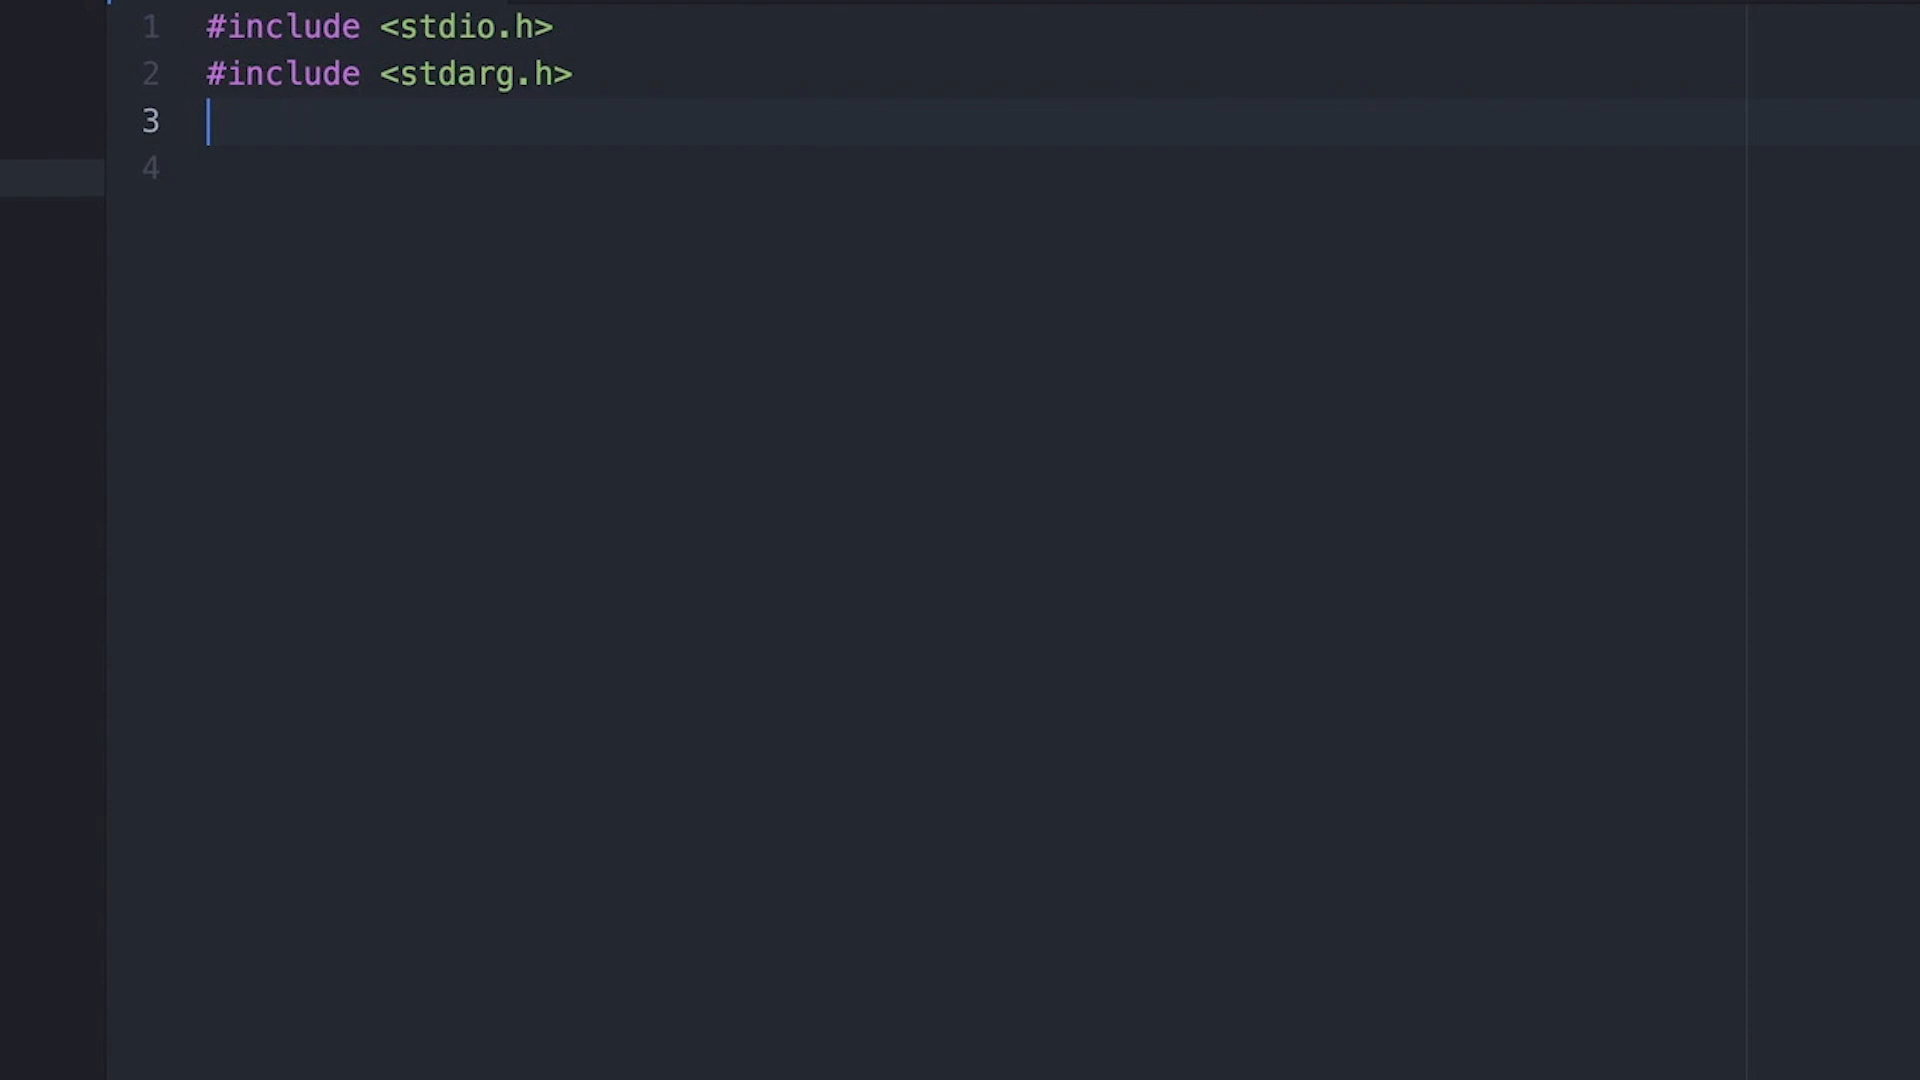 1 #include <stdio.h>
2 #include <stdarg.h>
3
4